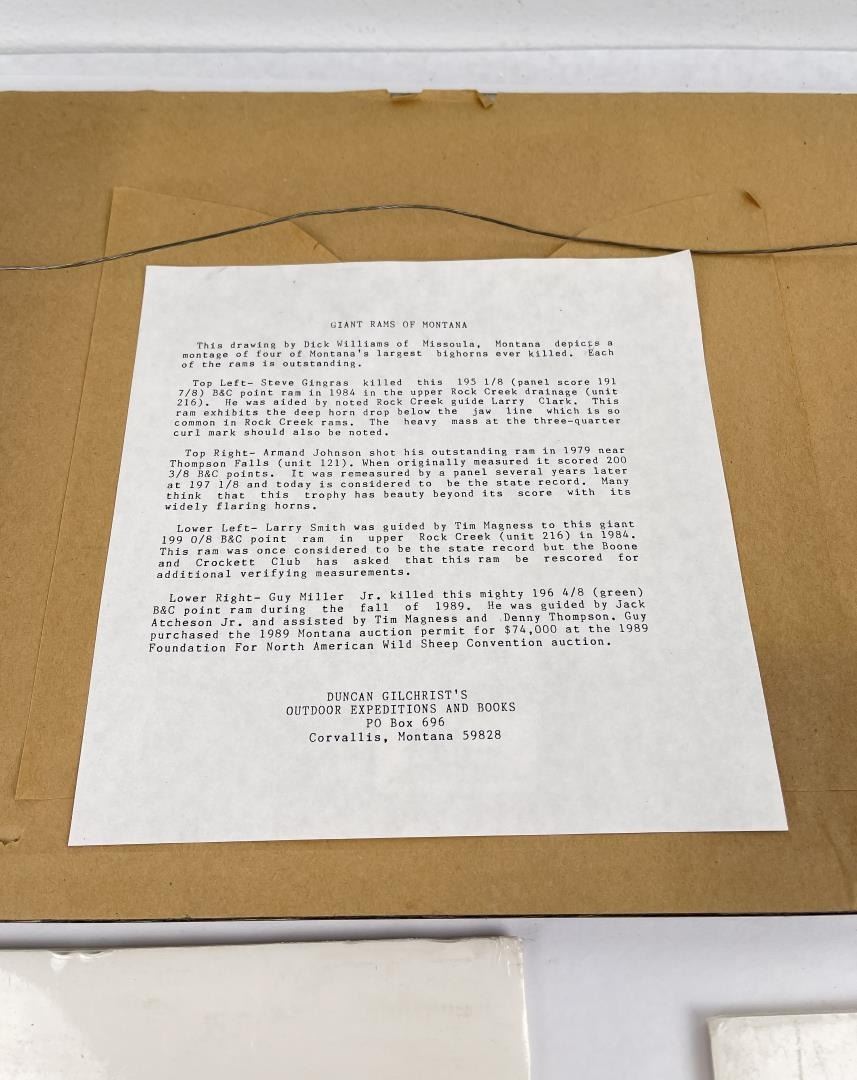 GIANT RAMS OF MONTANA
This drawing by Dick Williams of Missoula, Montana depicts a
montage of four of Montana's largest bighorns ever killed. Each
of the rams is outstanding.
Top Left- Steve Gingras killed this 195 1/8 (panel score 191
7/8) B&C point ram in 1984 in the upper Rock Creek drainage (unit
216). He was aided by noted Rock Creek guide Larry Clark. This
ram exhibits the deep horn drop below the jaw line which is so
common in Rock Creek rams. The heavy mass at the three-quarter
curl mark should also be noted.
Top Right- Armand Johnson shot his outstanding ram in 1979 near
Thompson Falls (unit 121). When originally measured it scored 200
3/8 B&C points. It was remeasured by a panel several years later
at 197 1/8 and today is considered to be the state record. Many
think that this trophy has beauty beyond its score with its
widely flaring horns.
Lower Left- Larry Smith was guided by Tim Magness to this giant
199 0/8 B&C point ram in upper Rock Creek (unit 216) in 1984.
This ram was once considered to be the state record but the Boone
and Crockett Club has asked that this ram be rescored for
additional verifying measurements.
Lower Right- Guy Miller Jr. killed this mighty 196 4/8 (green)
B&C point ram during the fall of 1989. He was guided by Jack
Atcheson Jr. and assisted by Tim Magness and Denny Thompson. Guy
purchased the 1989 Montana auction permit for $74,000 at the 1989
Foundation For North American Wild Sheep Convention auction.
DUNCAN GILCHRIST'S
OUTDOOR EXPEDITIONS AND BOOKS
PO Box 696
Corvallis, Montana 59828